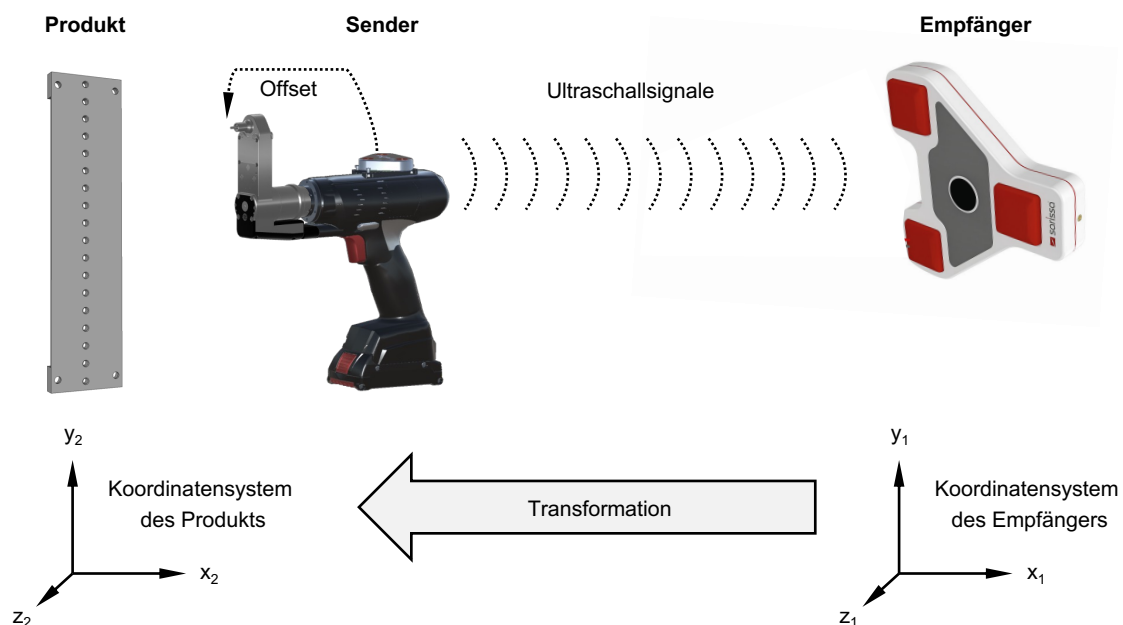 Produkt
Sender
Empfänger
Offset
Ultraschallsignale
sarissa
y₂
y₁
Koordinatensystem
des Produkts
Transformation
Koordinatensystem
des Empfängers
x₂
x₁
z₂
z₁